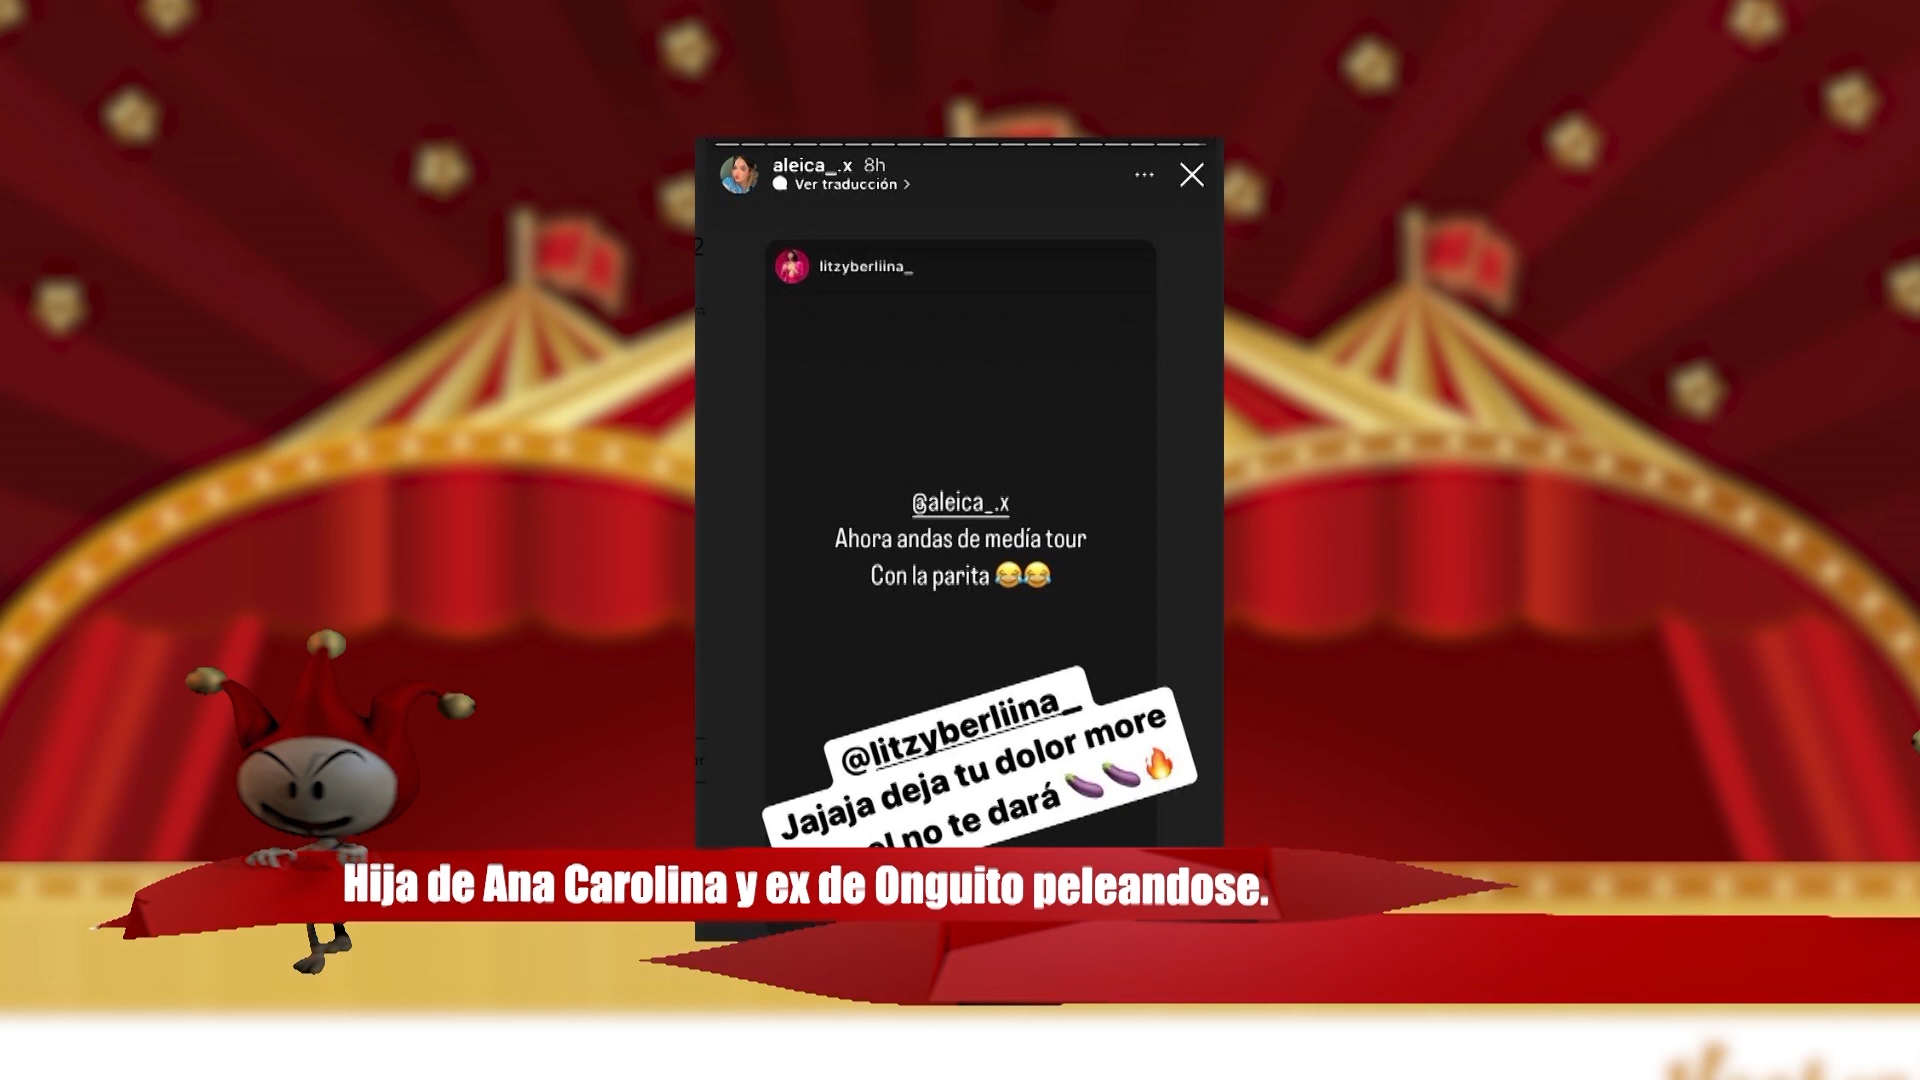 aleica_.x 8h
Ver traducción >
litzyberliina_
@aleica_.x
Ahora andas de medía tour
Con la parita 😂😂
@litzyberliina_
Jajaja deja tu dolor more
no te dará 🍆🍆🔥
Hija de Ana Carolina y ex de Onguito peleandose.